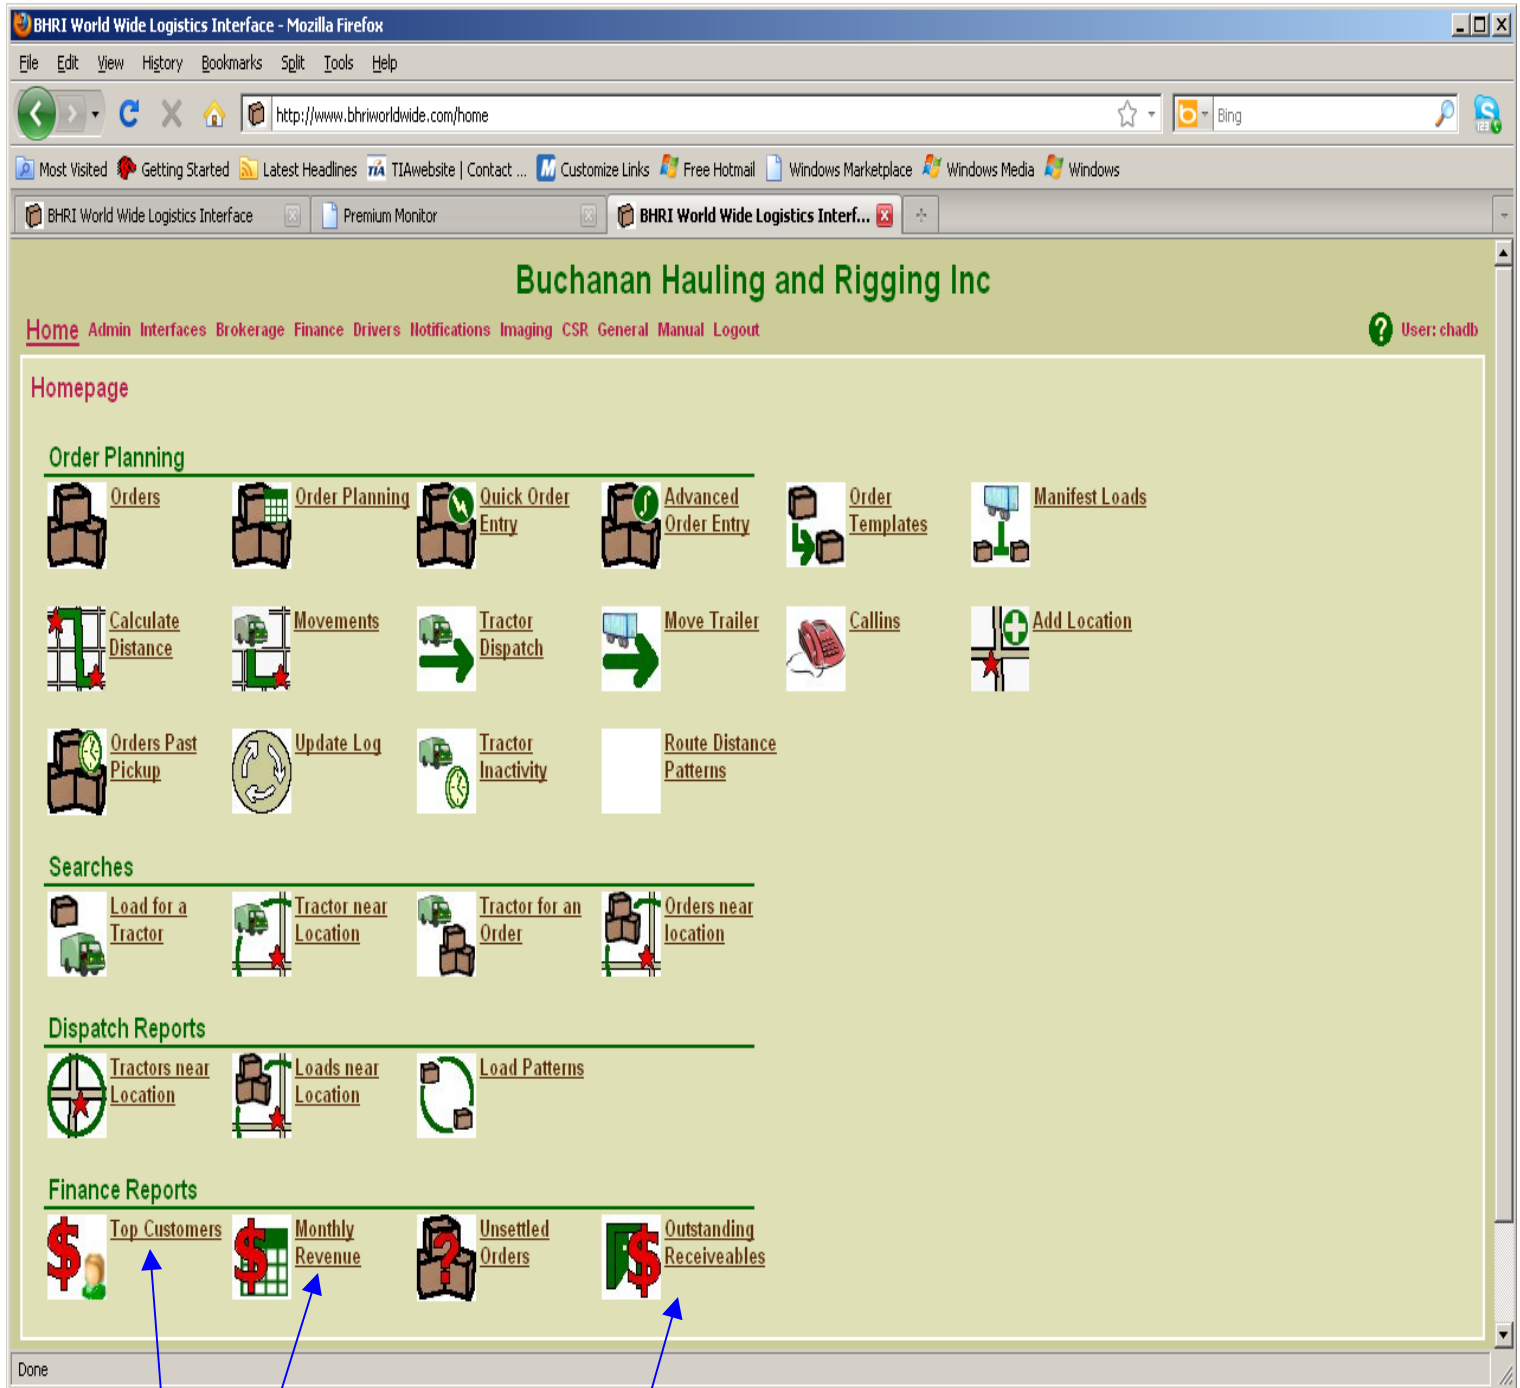 BHRI World Wide Logistics Interface - Mozilla Firefox
File Edit View History Bookmarks Split Tools Help
http://www.bhriworldwide.com/home
Bing
Most Visited Getting Started Latest Headlines TIAwebsite | Contact ... Customize Links Free Hotmail Windows Marketplace Windows Media Windows
BHRI World Wide Logistics Interface Premium Monitor BHRI World Wide Logistics Interf...
Buchanan Hauling and Rigging Inc
Home Admin Interfaces Brokerage Finance Drivers Notifications Imaging CSR General Manual Logout ? User: chadb
Homepage
Order Planning
Orders Order Planning Quick Order Advanced Order Manifest Loads
Entry Order Entry Templates
Calculate Movements Tractor Move Trailer Callins Add Location
Distance Dispatch
Orders Past Update Log Tractor Route Distance
Pickup Inactivity Patterns
Searches
Load for a Tractor near Tractor for an Orders near
Tractor Location Order location
Dispatch Reports
Tractors near Loads near Load Patterns
Location Location
Finance Reports
Top Customers Monthly Unsettled Outstanding
Revenue Orders Receiveables
Done